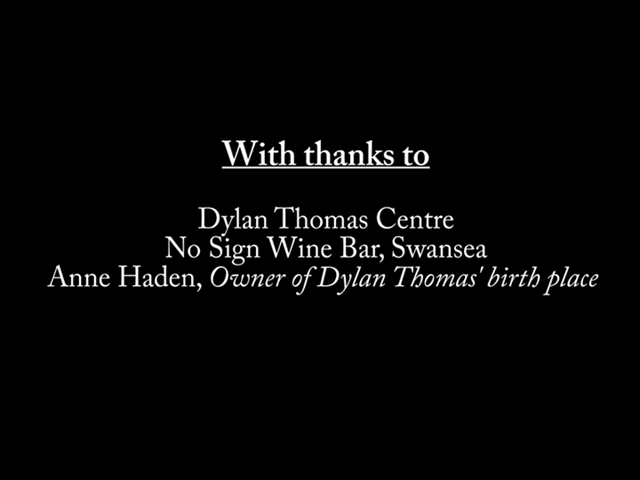 With thanks to
Dylan Thomas Centre
No Sign Wine Bar, Swansea
Anne Haden, Owner of Dylan Thomas' birth place